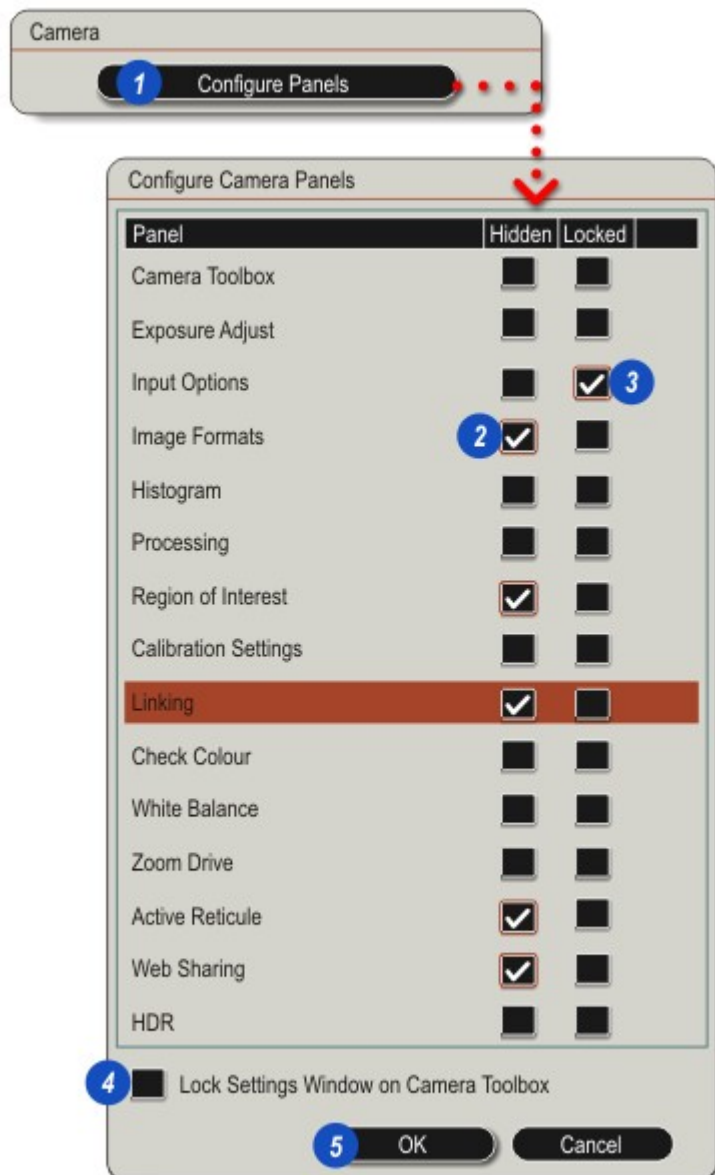 Camera
1 Configure Panels
Configure Camera Panels
Panel Hidden Locked
Camera Toolbox
Exposure Adjust
Input Options 3
Image Formats 2
Histogram
Processing
Region of Interest
Calibration Settings
Linking
Check Colour
White Balance
Zoom Drive
Active Reticule
Web Sharing
HDR
4 Lock Settings Window on Camera Toolbox
5 OK Cancel